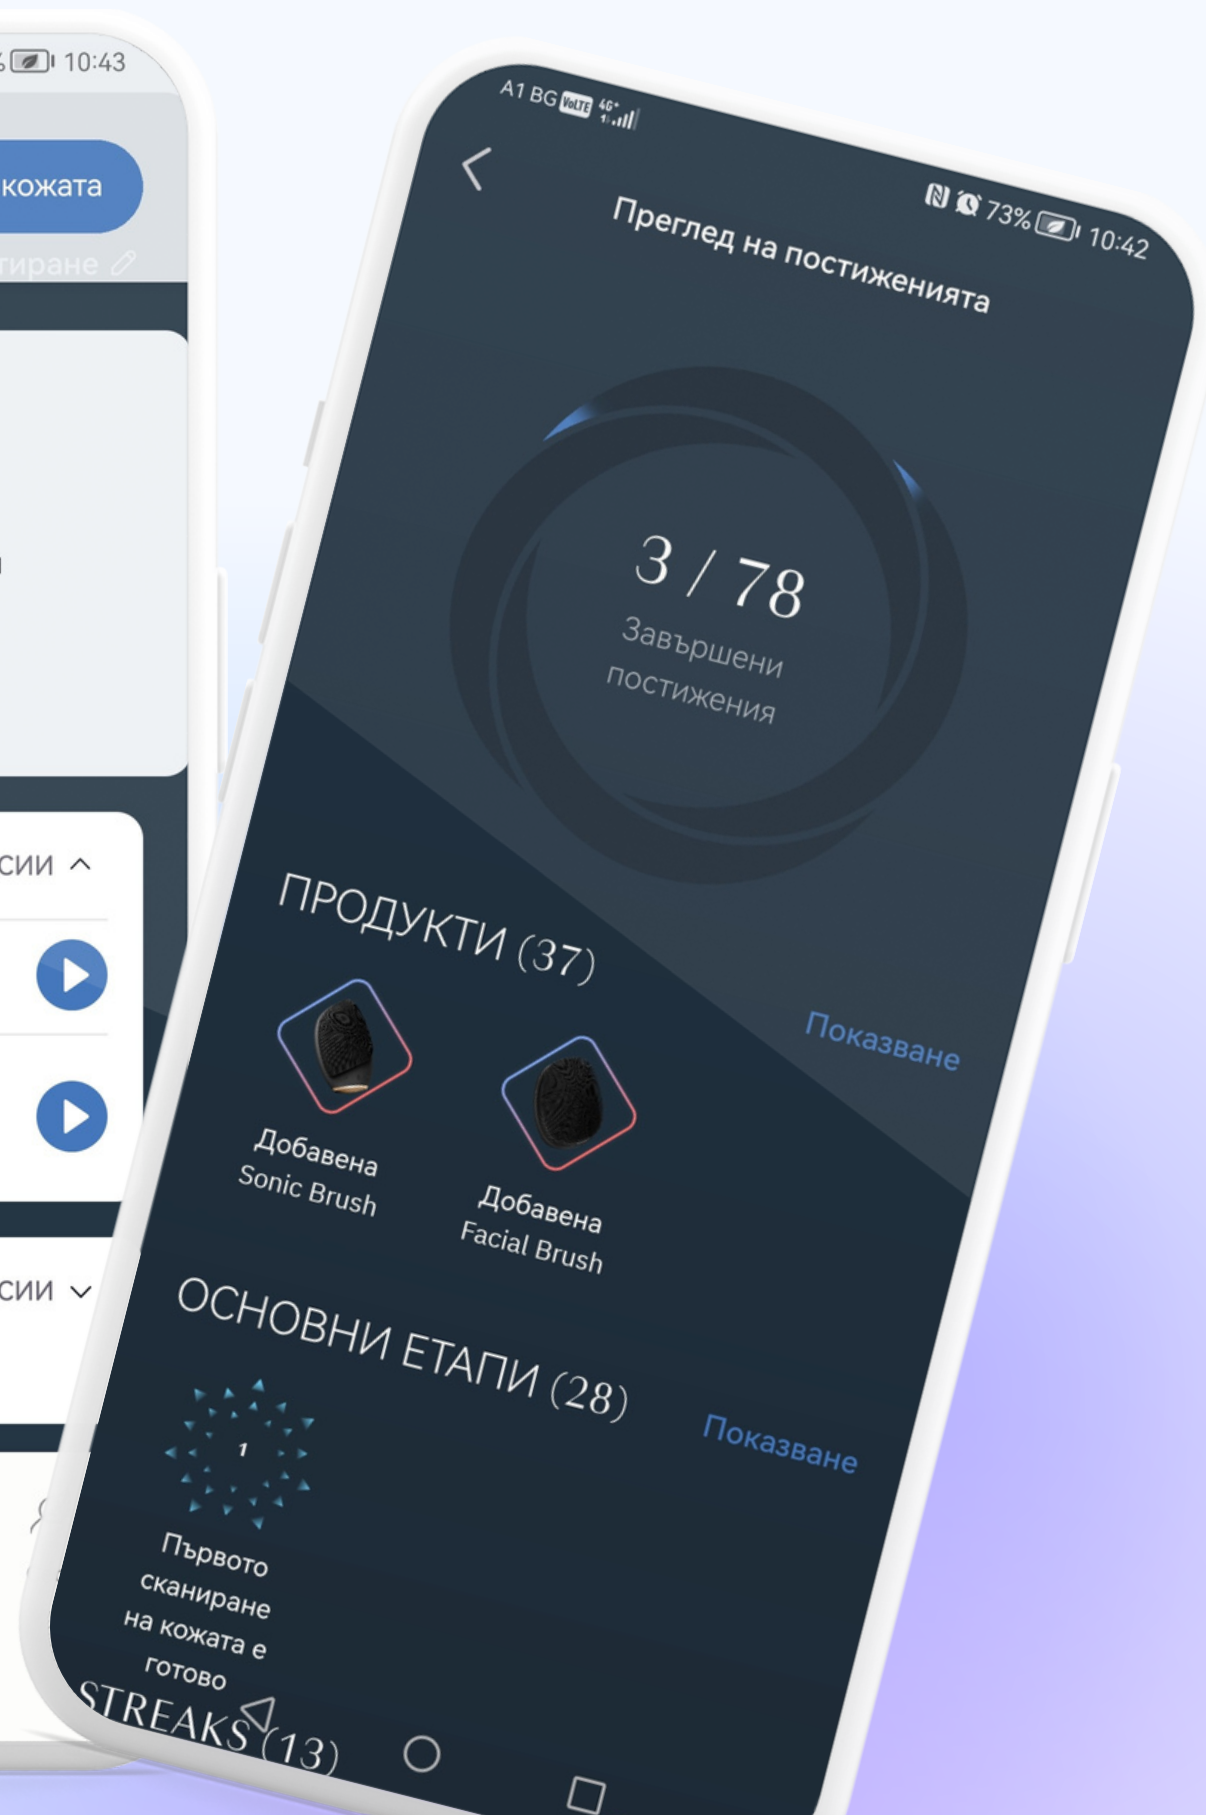 10:43
кожата
тиране
сии
сии
A1 BG VoLTE 4G+
73% 10:42
Преглед на постиженията
3 / 78
Завършени
постижения
ПРОДУКТИ (37)
Показване
Добавена
Sonic Brush
Добавена
Facial Brush
ОСНОВНИ ЕТАПИ (28)
Показване
1
Първото
сканиране
на кожата е
готово
STREAKS (13)